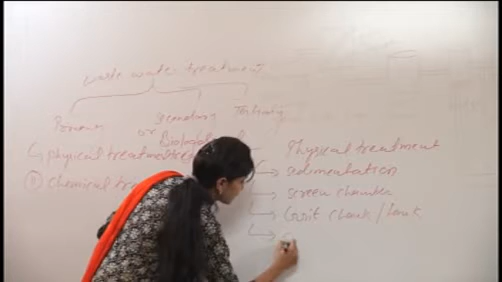 waste water treatment
Primary
secondary
or
Biological
Tertiary
physical treatment
chemical
Physical treatment
sedimentation
screen chamber
Grit chamb / tank